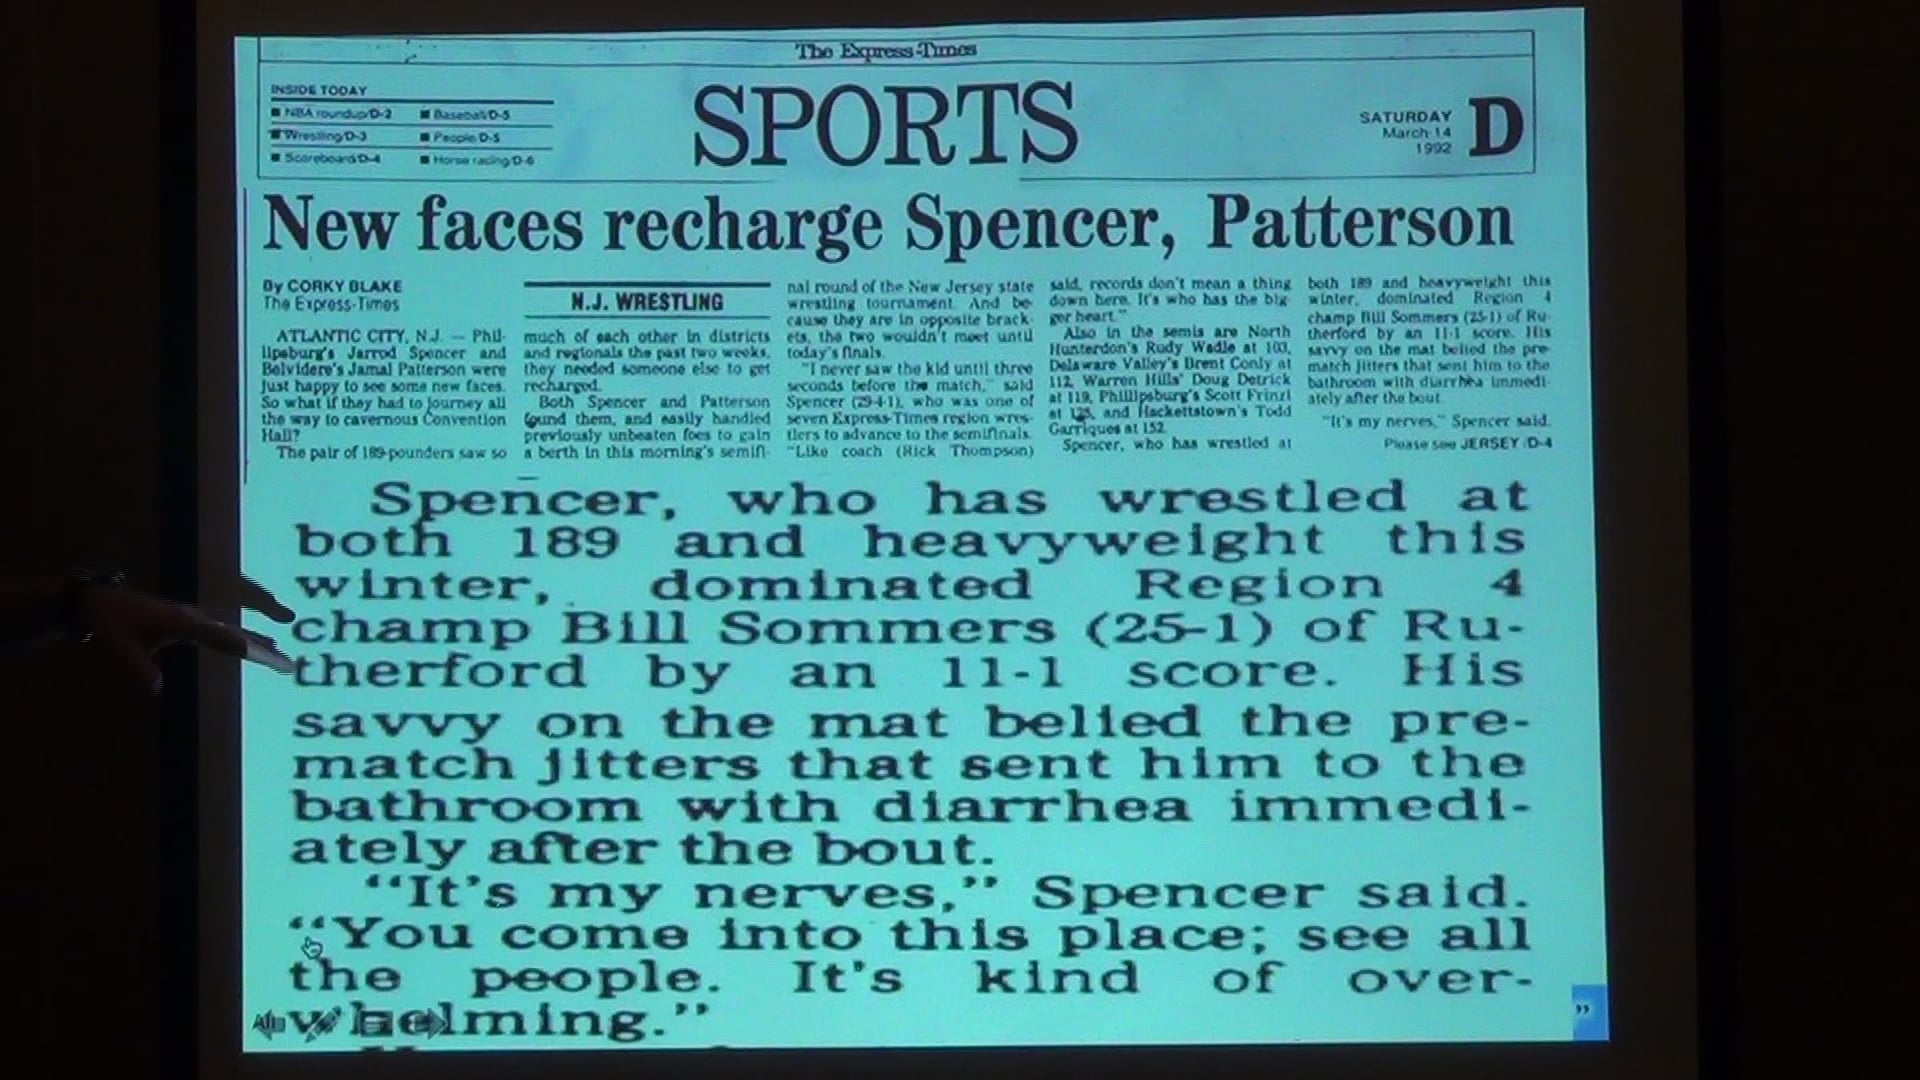 The Express-Times
INSIDE TODAY
NBA roundup/D-2
Baseball/D-5
Wrestling/D-3
People/D-5
Scoreboard/D-4
Horse racing/D-6
SPORTS
SATURDAY
March 14
1992
D
New faces recharge Spencer, Patterson
By CORKY BLAKE
The Express-Times
ATLANTIC CITY, N.J. — Phil-
lipsburg's Jarrod Spencer and
Belvidere's Jamal Patterson were
just happy to see some new faces.
So what if they had to journey all
the way to cavernous Convention
Hall?
The pair of 189-pounders saw so
N.J. WRESTLING
much of each other in districts
and regionals the past two weeks,
they needed someone else to get
recharged.
Both Spencer and Patterson
found them, and easily handled
previously unbeaten foes to gain
a berth in this morning's semifi-
nal round of the New Jersey state
wrestling tournament. And be-
cause they are in opposite brack-
ets, the two wouldn't meet until
today's finals.
"I never saw the kid until three
seconds before the match," said
Spencer (29-4-1), who was one of
seven Express-Times region wres-
tlers to advance to the semifinals.
"Like coach (Rick Thompson)
said, records don't mean a thing
down here. It's who has the big-
ger heart."
Also in the semis are North
Hunterdon's Rudy Wadle at 103,
Delaware Valley's Brent Conly at
112, Warren Hills' Doug Detrick
at 119, Phillipsburg's Scott Frinzi
at 125, and Hackettstown's Todd
Garriques at 152.
Spencer, who has wrestled at
both 189 and heavyweight this
winter, dominated Region 4
champ Bill Sommers (25-1) of Ru-
therford by an 11-1 score. His
savvy on the mat belied the pre-
match jitters that sent him to the
bathroom with diarrhea immedi-
ately after the bout.
"It's my nerves," Spencer said.
Please see JERSEY /D-4
Spencer, who has wrestled at
both 189 and heavyweight this
winter, dominated Region 4
champ Bill Sommers (25-1) of Ru-
therford by an 11-1 score. His
savvy on the mat belied the pre-
match jitters that sent him to the
bathroom with diarrhea immedi-
ately after the bout.
"It's my nerves," Spencer said.
"You come into this place; see all
the people. It's kind of over-
whelming."
"